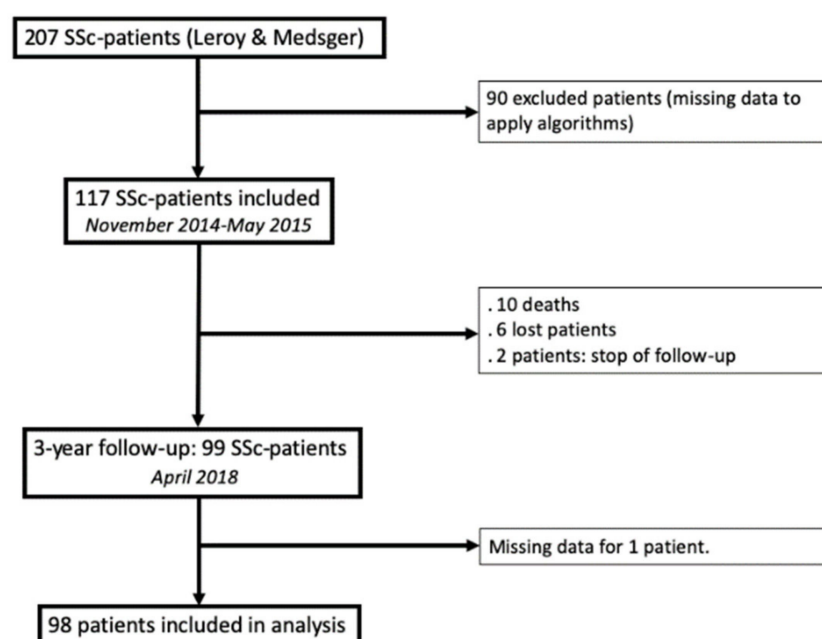 207 SSc-patients (Leroy & Medsger)
90 excluded patients (missing data to
apply algorithms)
117 SSc-patients included
November 2014-May 2015
. 10 deaths
. 6 lost patients
. 2 patients: stop of follow-up
3-year follow-up: 99 SSc-patients
April 2018
Missing data for 1 patient.
98 patients included in analysis